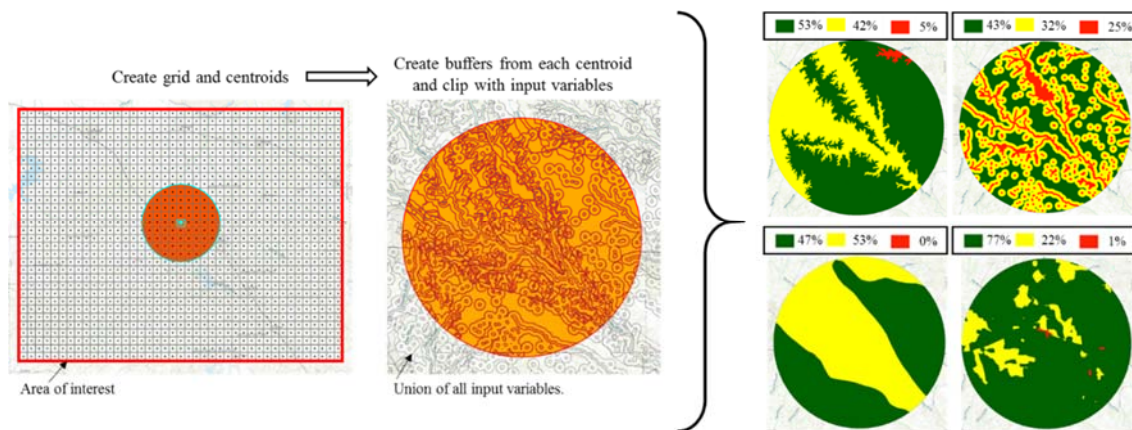 53% 42% 5%
43% 32% 25%
Create grid and centroids
Create buffers from each centroid
and clip with input variables
47% 53% 0%
77% 22% 1%
Area of interest
Union of all input variables.